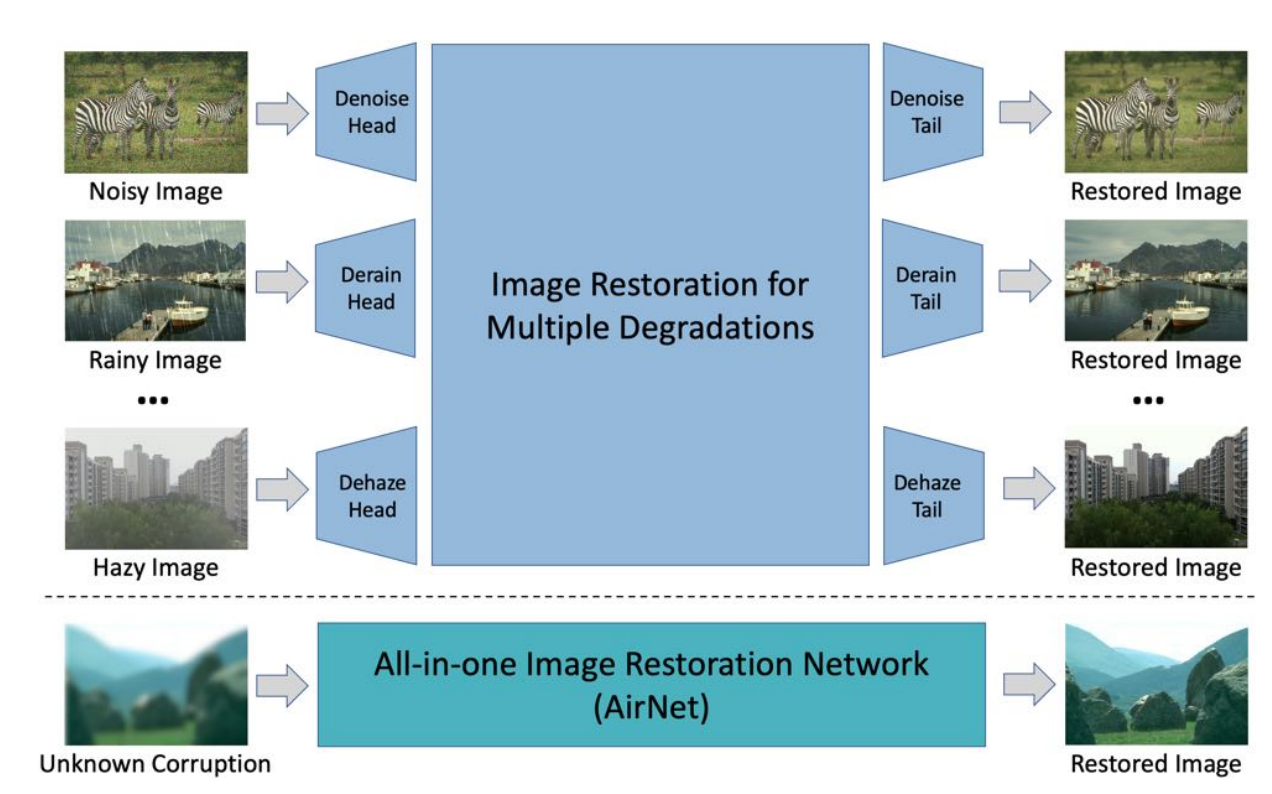 Denoise
Head
Denoise
Tail
Noisy Image
Restored Image
Derain
Head
Image Restoration for
Multiple Degradations
Derain
Tail
Rainy Image
Restored Image
...
...
Dehaze
Head
Dehaze
Tail
Hazy Image
Restored Image
All-in-one Image Restoration Network
(AirNet)
Unknown Corruption
Restored Image